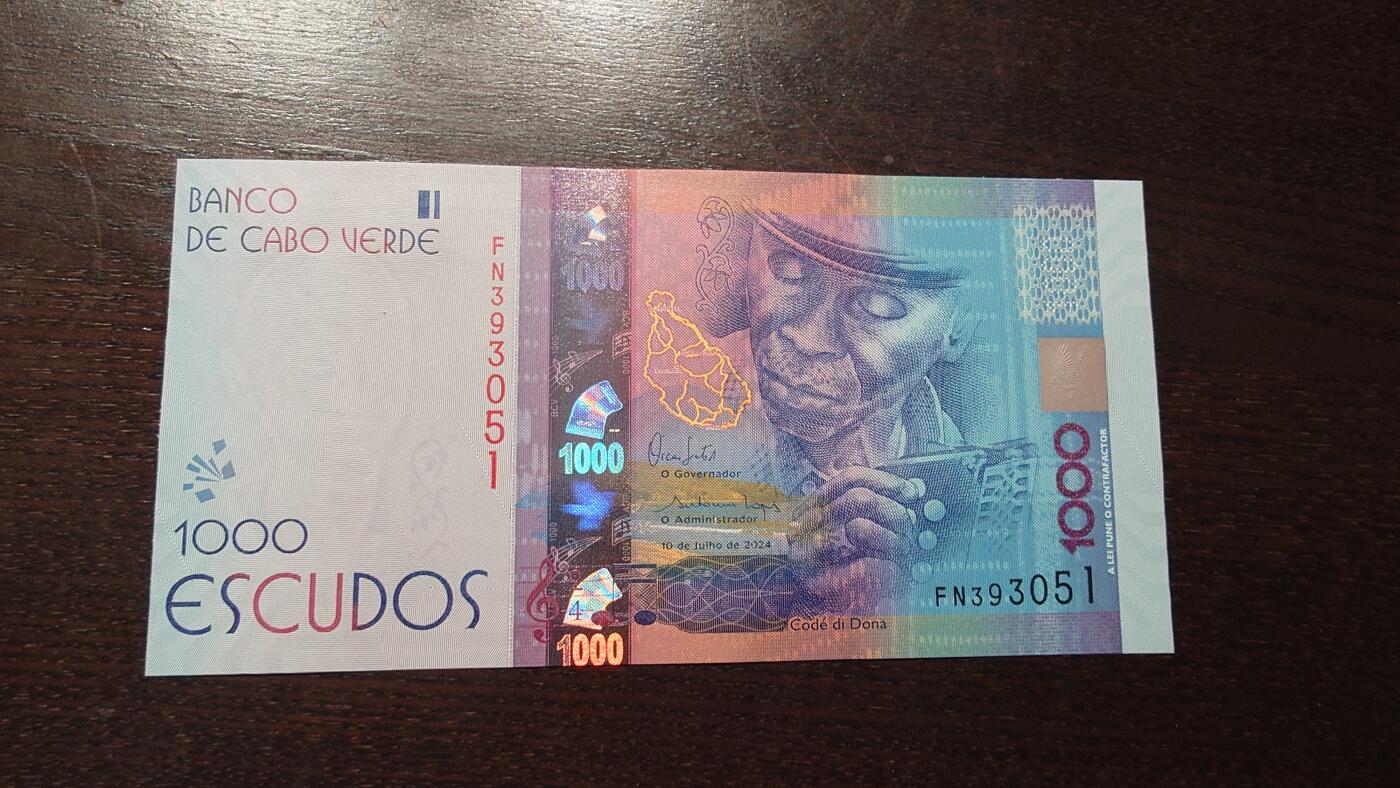 BANCO
DE CABO VERDE
FN393051
1000
ESCUDOS
1000
1000
1000
BCV
O Governador
O Administrador
10 de Julho de 2024
Codé di Dona
FN393051
1000
A LEI PUNE O CONTRAFACTOR